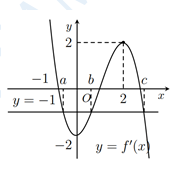 y
2
−1 a b c
O 2 x
y = −1
−2 y = f'(x)